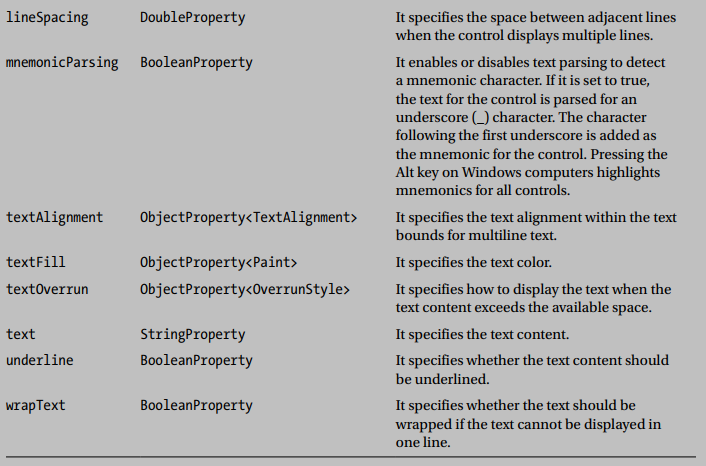 lineSpacing DoubleProperty It specifies the space between adjacent lines
when the control displays multiple lines.
mnemonicParsing BooleanProperty It enables or disables text parsing to detect
a mnemonic character. If it is set to true,
the text for the control is parsed for an
underscore (_) character. The character
following the first underscore is added as
the mnemonic for the control. Pressing the
Alt key on Windows computers highlights
mnemonics for all controls.
textAlignment ObjectProperty<TextAlignment> It specifies the text alignment within the text
bounds for multiline text.
textFill ObjectProperty<Paint> It specifies the text color.
textOverrun ObjectProperty<OverrunStyle> It specifies how to display the text when the
text content exceeds the available space.
text StringProperty It specifies the text content.
underline BooleanProperty It specifies whether the text content should
be underlined.
wrapText BooleanProperty It specifies whether the text should be
wrapped if the text cannot be displayed in
one line.